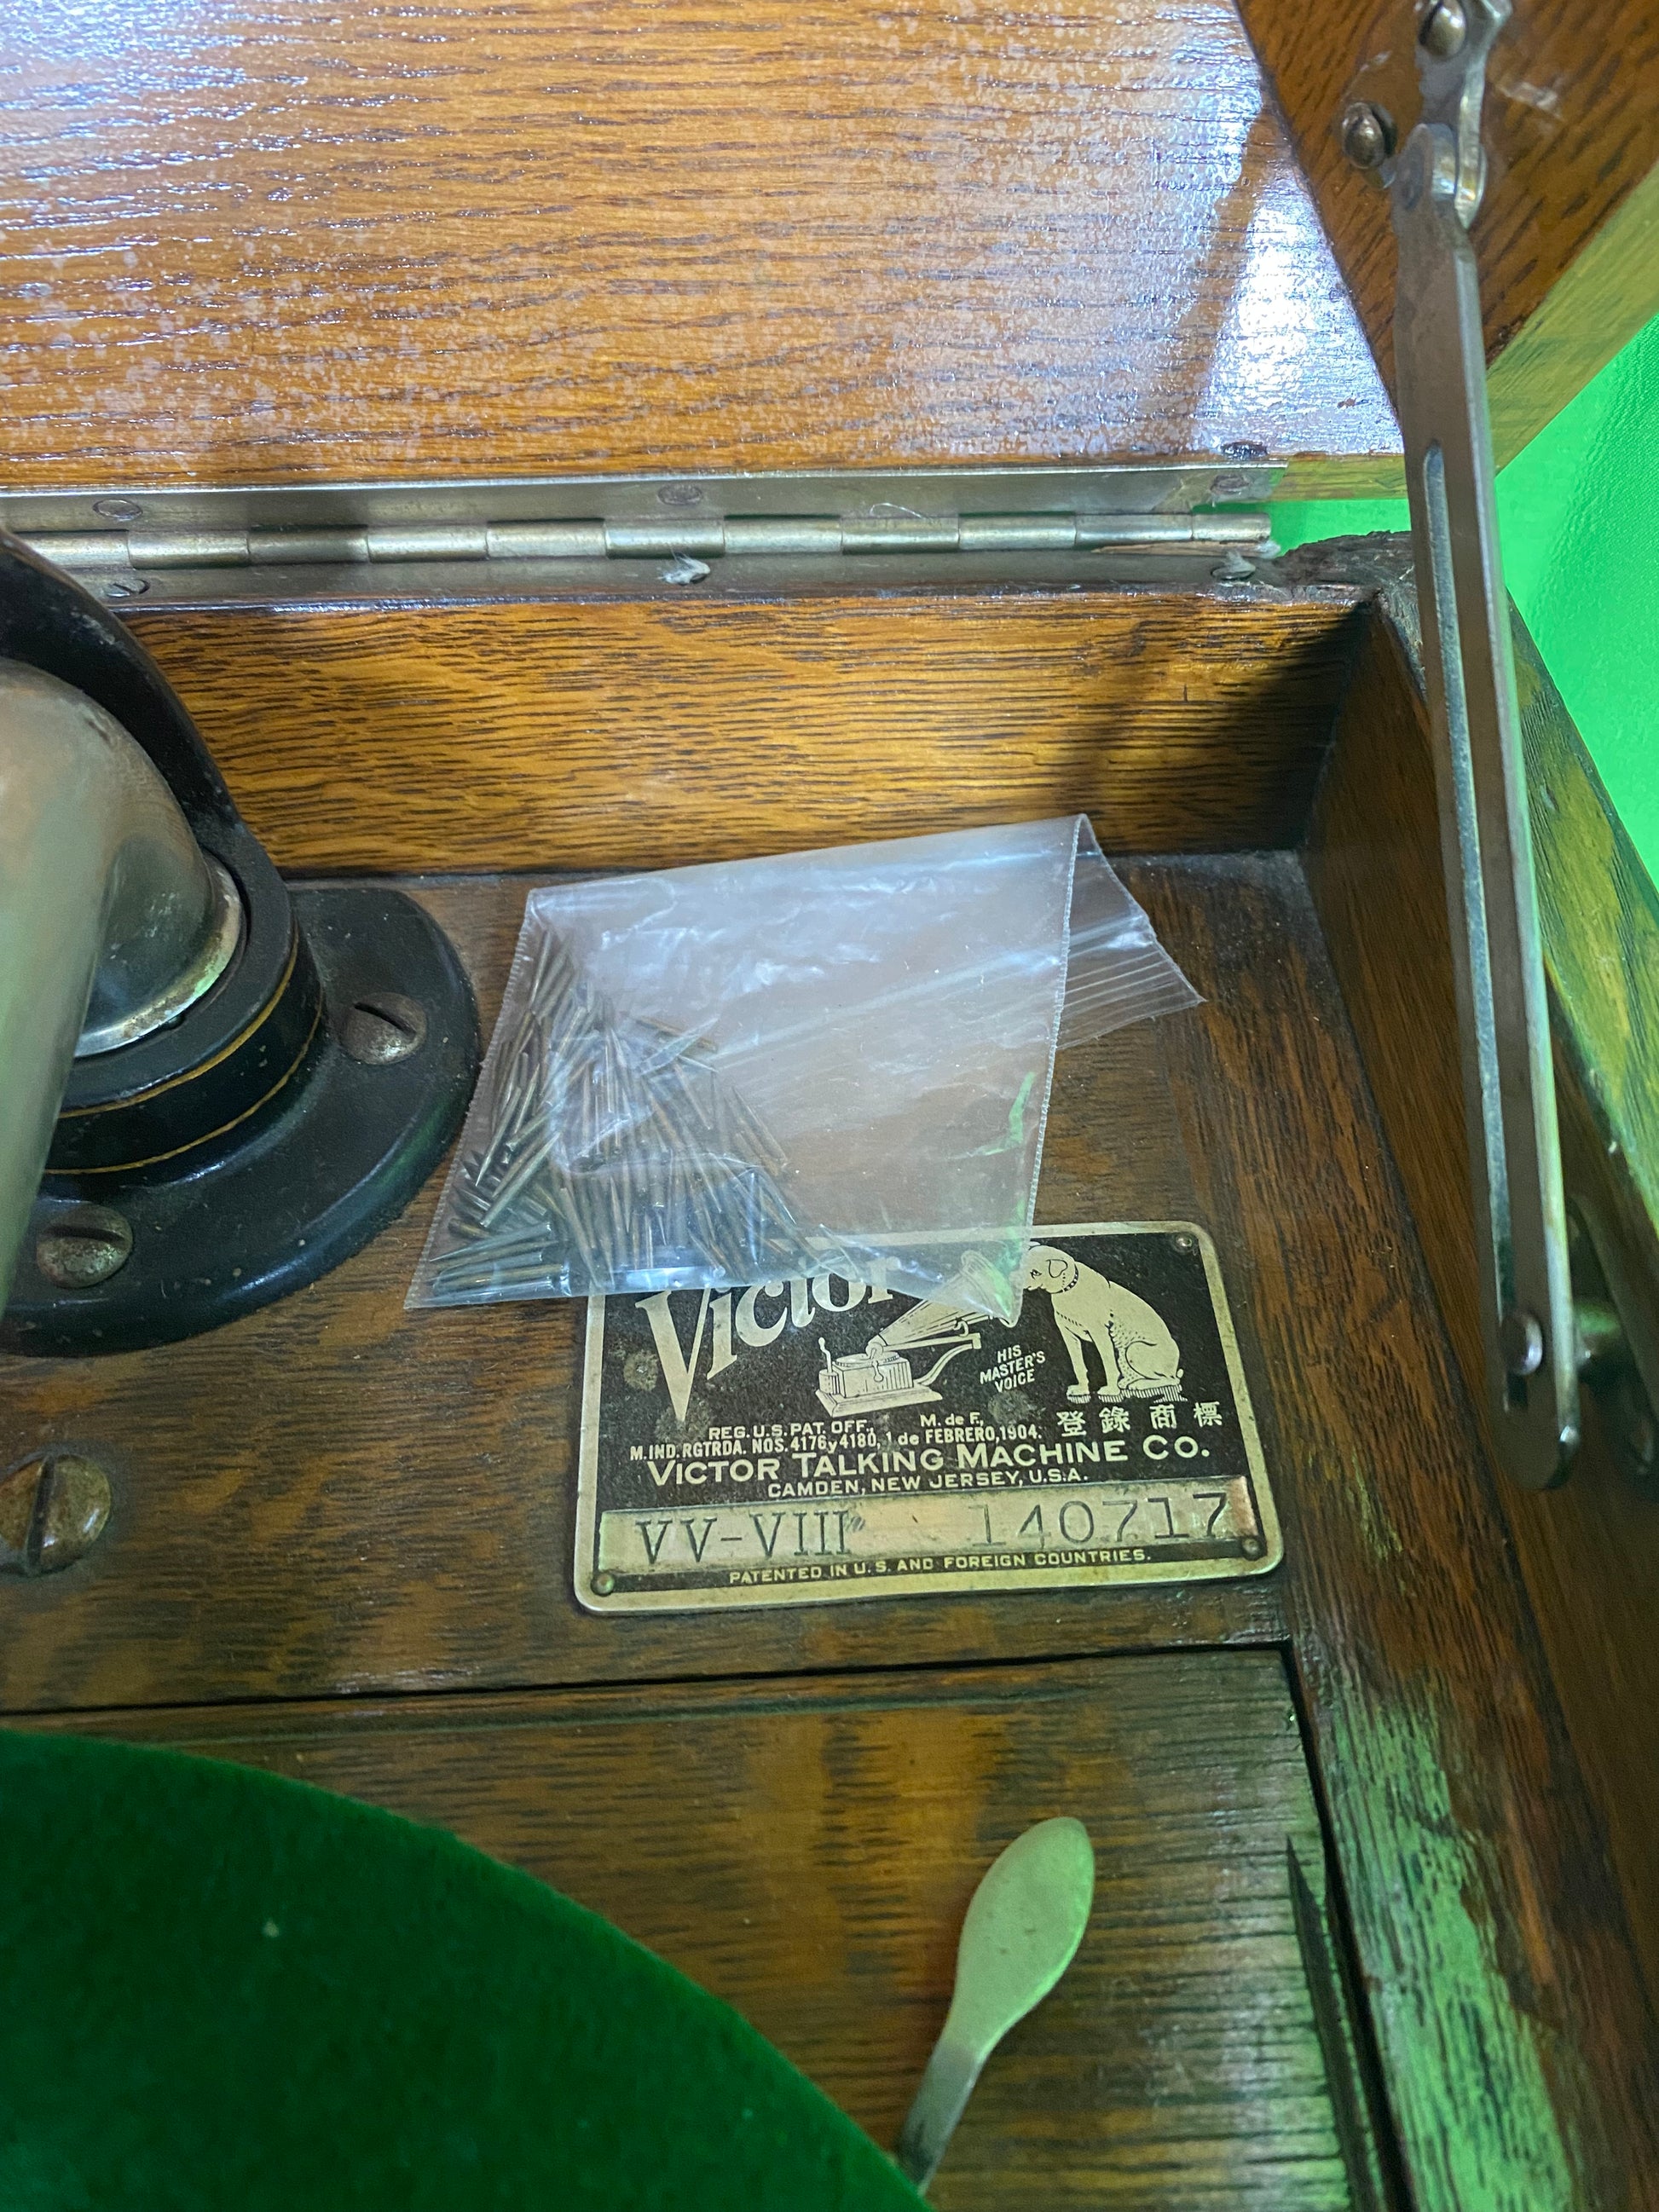 Victor
HIS
MASTER'S
VOICE
REG. U.S. PAT. OFF., M. de F., 登錄商標
M. IND. RGTRDA. NOS. 4176 y 4180, 1 de FEBRERO, 1904.
VICTOR TALKING MACHINE CO.
CAMDEN, NEW JERSEY, U.S.A.
VV-VIII 140717
PATENTED IN U.S. AND FOREIGN COUNTRIES.